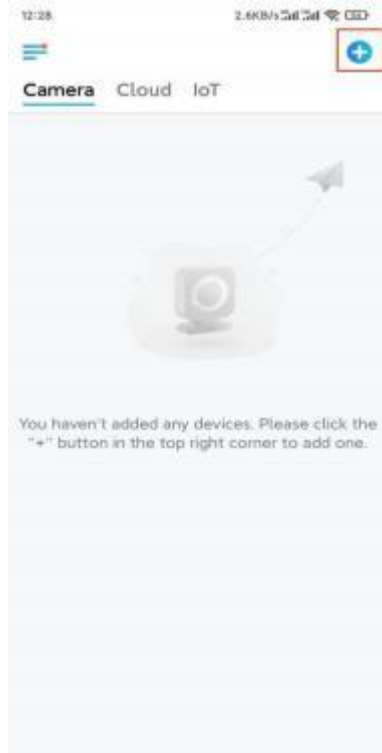 12:28 2.6KB/s
Camera Cloud IoT
You haven't added any devices. Please click the
"+" button in the top right corner to add one.